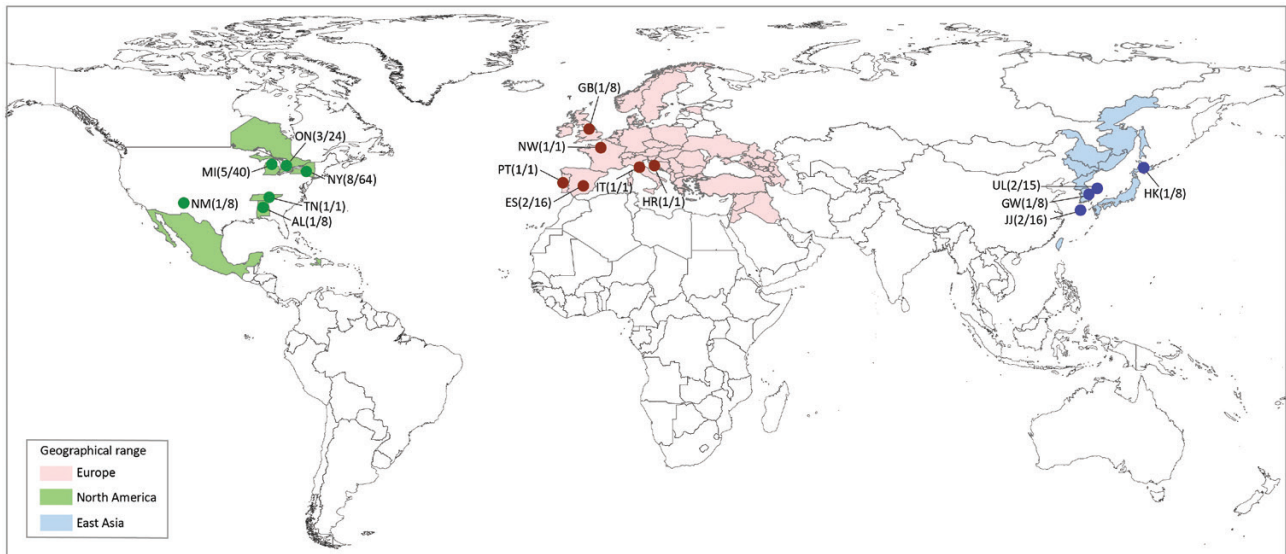 GB(1/8)
ON(3/24)
NW(1/1)
MI(5/40)
NY(8/64)
PT(1/1)
IT(1/1)
UL(2/15)
HK(1/8)
NM(1/8)
TN(1/1)
ES(2/16)
HR(1/1)
GW(1/8)
AL(1/8)
JJ(2/16)
Geographical range
Europe
North America
East Asia